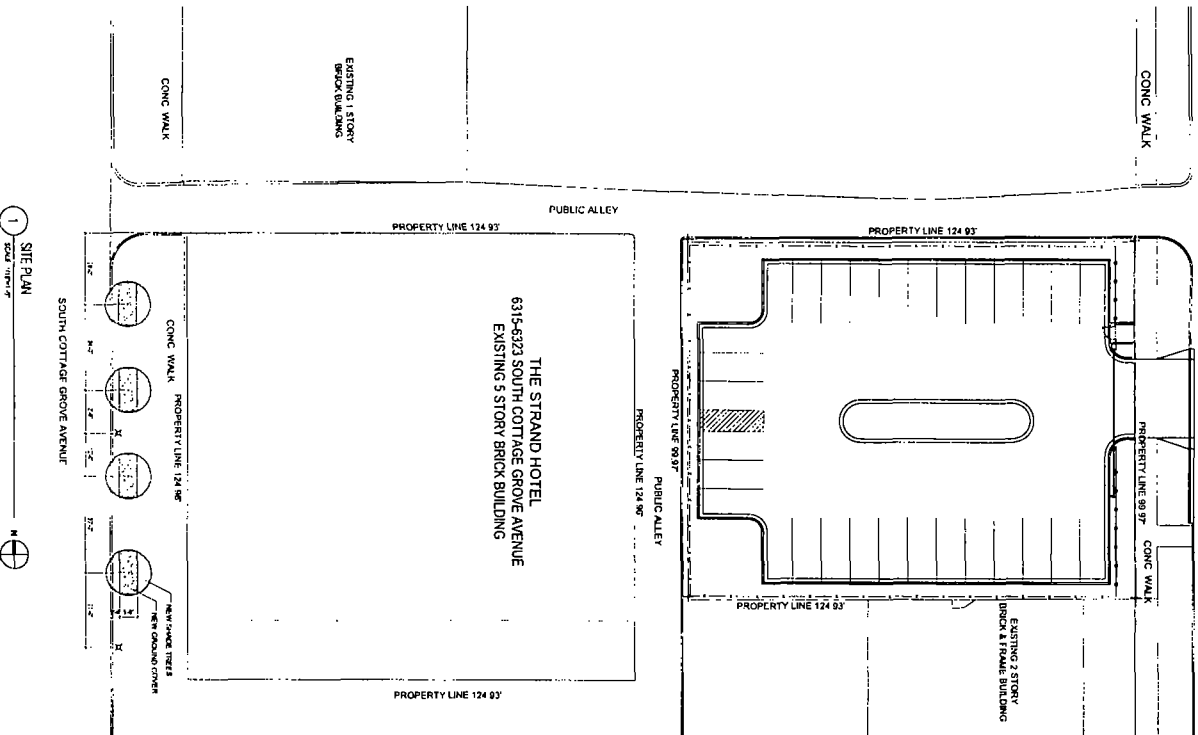 CONC WALK
EXISTING 1 STORY
BRICK BUILDING
CONC WALK
PUBLIC ALLEY
PROPERTY LINE 124 93'
PROPERTY LINE 124 93'
THE STRAND HOTEL
6315-6323 SOUTH COTTAGE GROVE AVENUE
EXISTING 5 STORY BRICK BUILDING
CONC WALK
PROPERTY LINE 124 96'
PROPERTY LINE 124 96'
PUBLIC ALLEY
PROPERTY LINE 99.97'
PROPERTY LINE 99 97'
CONC WALK
PROPERTY LINE 124 93'
EXISTING 2 STORY
BRICK & FRAME BUILDING
PROPERTY LINE 124 93'
NEW SHADE TREES
NEW GROUND COVER
SOUTH COTTAGE GROVE AVENUE
1
SITE PLAN
N